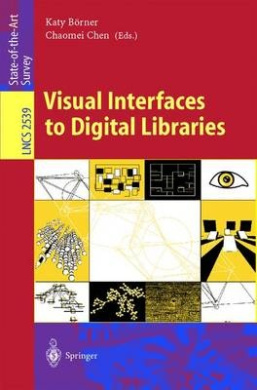 Katy Börner
Chaomei Chen (Eds.)
State-of-the-Art
Survey
LNCS 2539
Visual Interfaces
to Digital Libraries
Springer